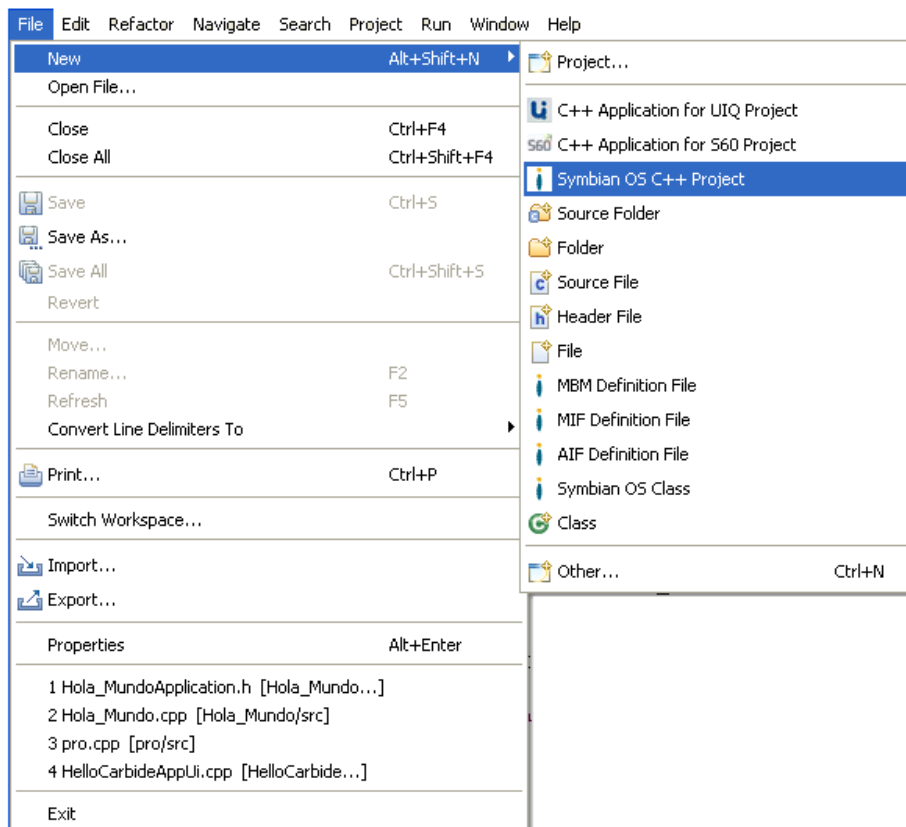 File Edit Refactor Navigate Search Project Run Window Help
New Alt+Shift+N
Open File...
Close Ctrl+F4
Close All Ctrl+Shift+F4
Save Ctrl+S
Save As...
Save All Ctrl+Shift+S
Revert
Move...
Rename... F2
Refresh F5
Convert Line Delimiters To
Print... Ctrl+P
Switch Workspace...
Import...
Export...
Properties Alt+Enter
1 Hola_MundoApplication.h [Hola_Mundo...]
2 Hola_Mundo.cpp [Hola_Mundo/src]
3 pro.cpp [pro/src]
4 HelloCarbideAppUi.cpp [HelloCarbide...]
Exit
Project...
C++ Application for UIQ Project
S60 C++ Application for S60 Project
Symbian OS C++ Project
Source Folder
Folder
Source File
Header File
File
MBM Definition File
MIF Definition File
AIF Definition File
Symbian OS Class
Class
Other... Ctrl+N